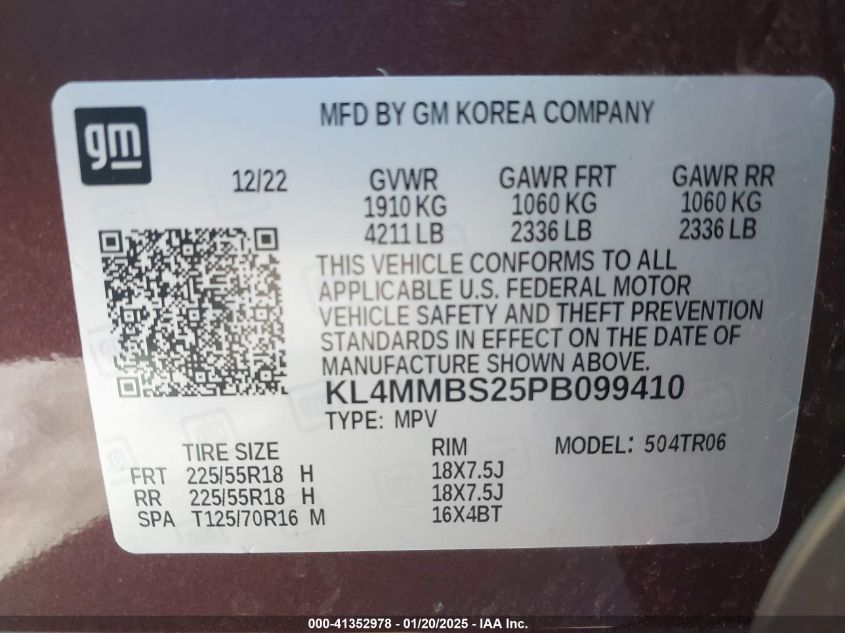 gm
MFD BY GM KOREA COMPANY
12/22 GVWR GAWR FRT GAWR RR
1910 KG 1060 KG 1060 KG
4211 LB 2336 LB 2336 LB
THIS VEHICLE CONFORMS TO ALL
APPLICABLE U.S. FEDERAL MOTOR
VEHICLE SAFETY AND THEFT PREVENTION
STANDARDS IN EFFECT ON THE DATE OF
MANUFACTURE SHOWN ABOVE.
KL4MMBS25PB099410
TYPE: MPV
TIRE SIZE RIM MODEL: 504TR06
FRT 225/55R18 H 18X7.5J
RR 225/55R18 H 18X7.5J
SPA T125/70R16 M 16X4BT
000-41352978 - 01/20/2025 - IAA Inc.